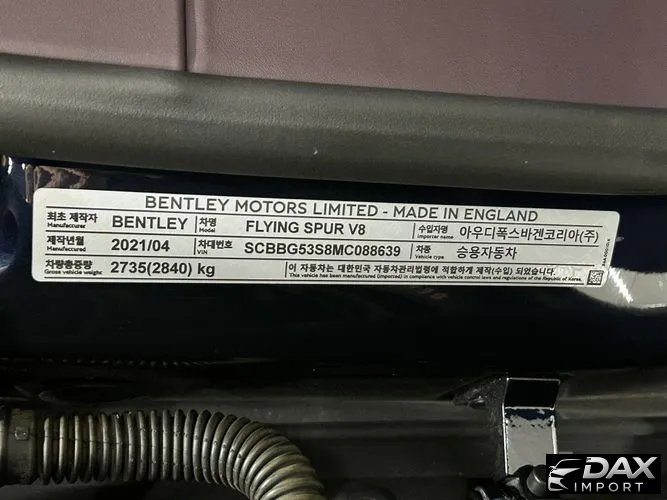 BENTLEY MOTORS LIMITED - MADE IN ENGLAND
최초 제작자 Manufacturer BENTLEY 차명 Model FLYING SPUR V8 수입자명 Importer name 아우디폭스바겐코리아(주)
제작년월 Manufactured 2021/04 차대번호 VIN SCBBG53S8MC088639 차종 Vehicle type 승용자동차
차량총중량 Gross vehicle weight 2735(2840) kg 이 자동차는 대한민국 자동차관리법령에 적합하게 제작(수입) 되었습니다.
This vehicle has been manufactured(imported) in compliance with vehicle laws and regulations of the Republic of Korea.
DAX
IMPORT